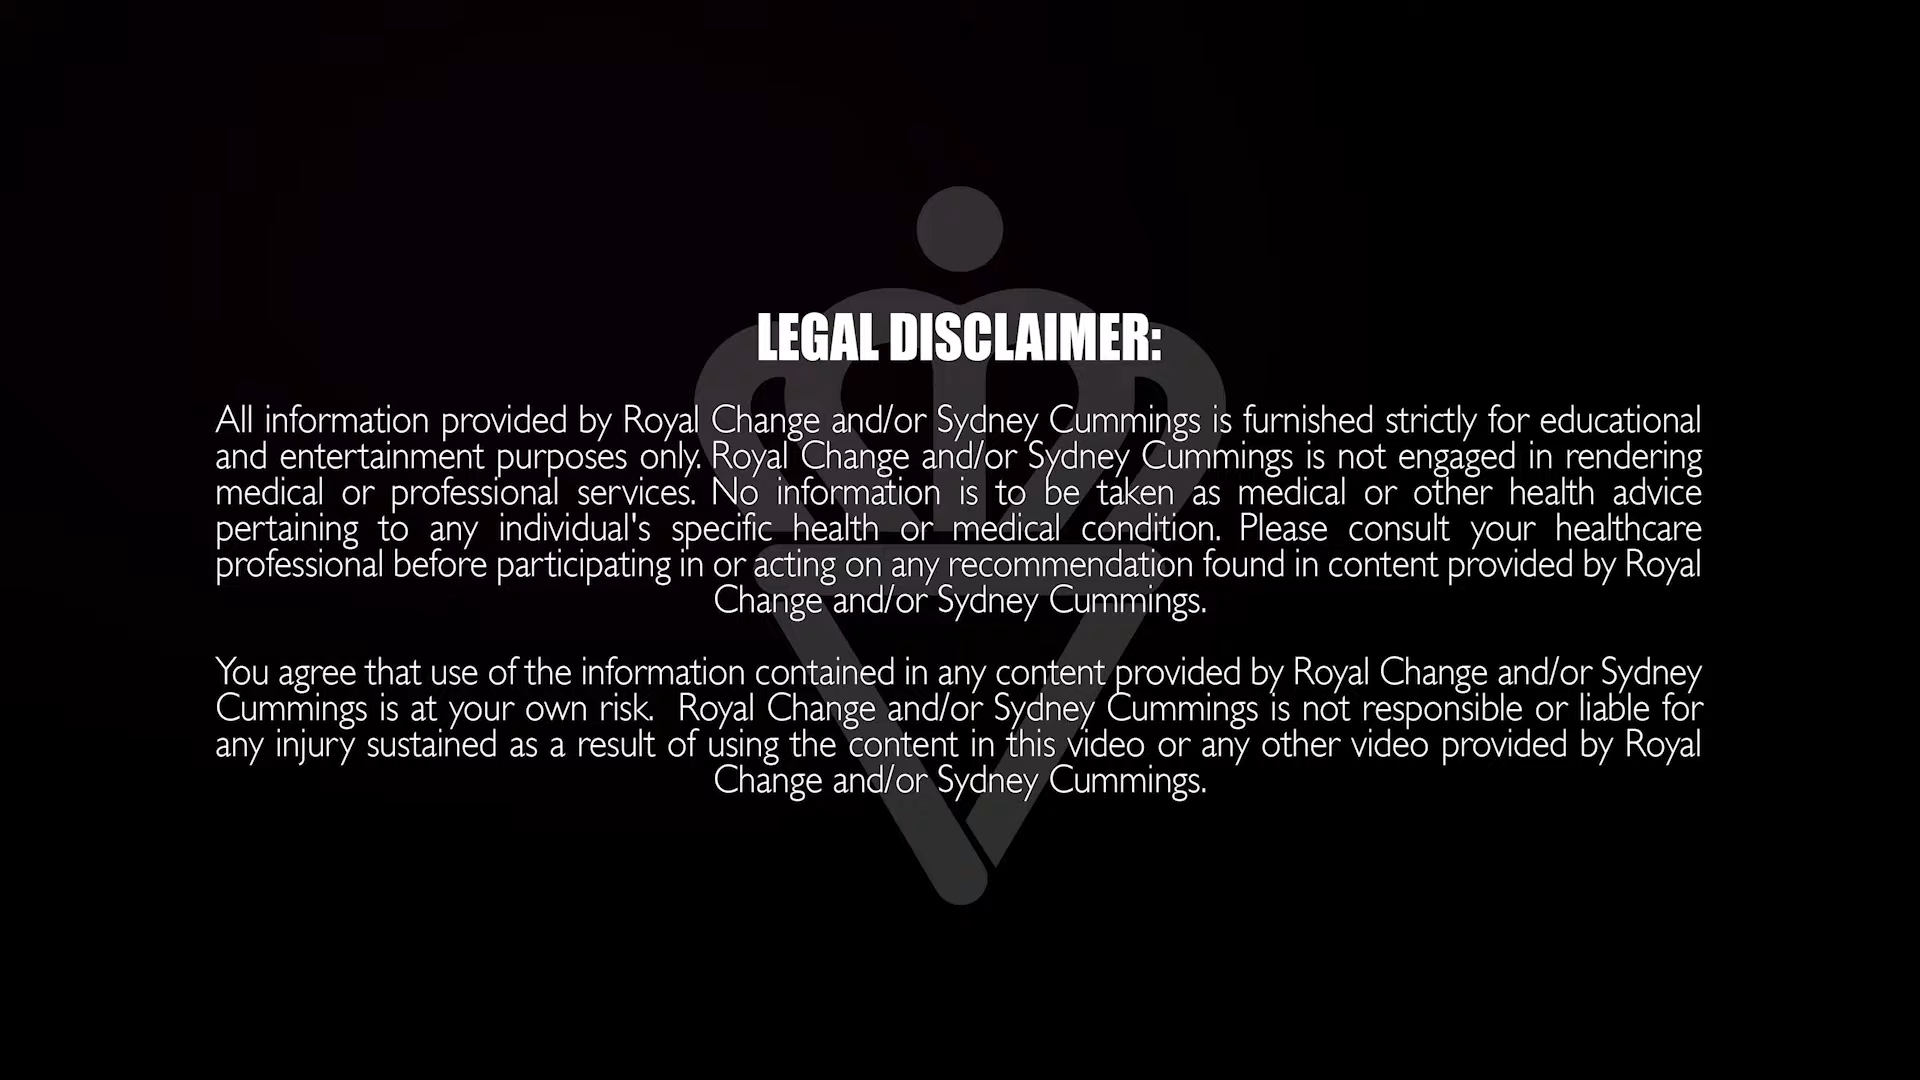 LEGAL DISCLAIMER:
All information provided by Royal Change and/or Sydney Cummings is furnished strictly for educational
and entertainment purposes only. Royal Change and/or Sydney Cummings is not engaged in rendering
medical or professional services. No information is to be taken as medical or other health advice
pertaining to any individual's specific health or medical condition. Please consult your healthcare
professional before participating in or acting on any recommendation found in content provided by Royal
Change and/or Sydney Cummings.
You agree that use of the information contained in any content provided by Royal Change and/or Sydney
Cummings is at your own risk.  Royal Change and/or Sydney Cummings is not responsible or liable for
any injury sustained as a result of using the content in this video or any other video provided by Royal
Change and/or Sydney Cummings.